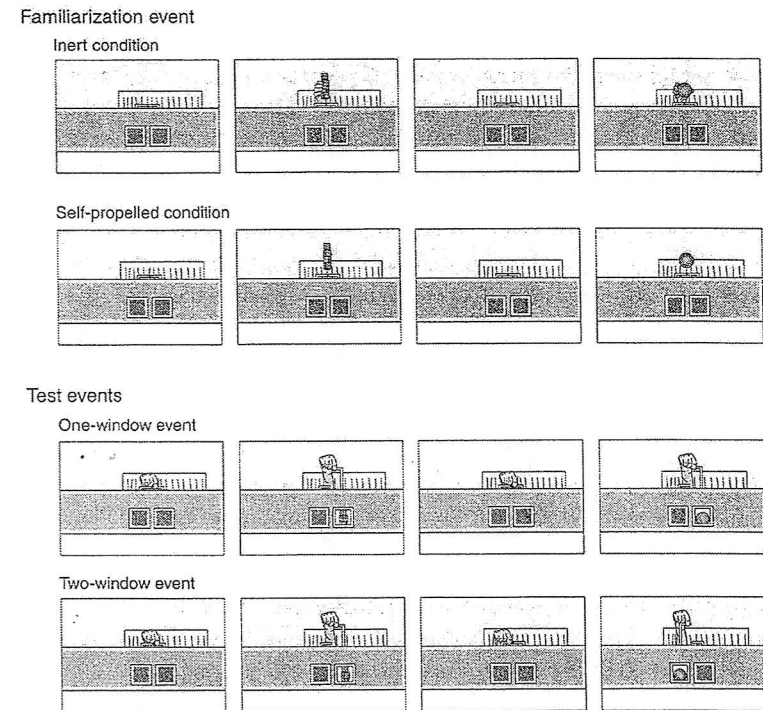 Familiarization event
Inert condition
Self-propelled condition
Test events
One-window event
Two-window event